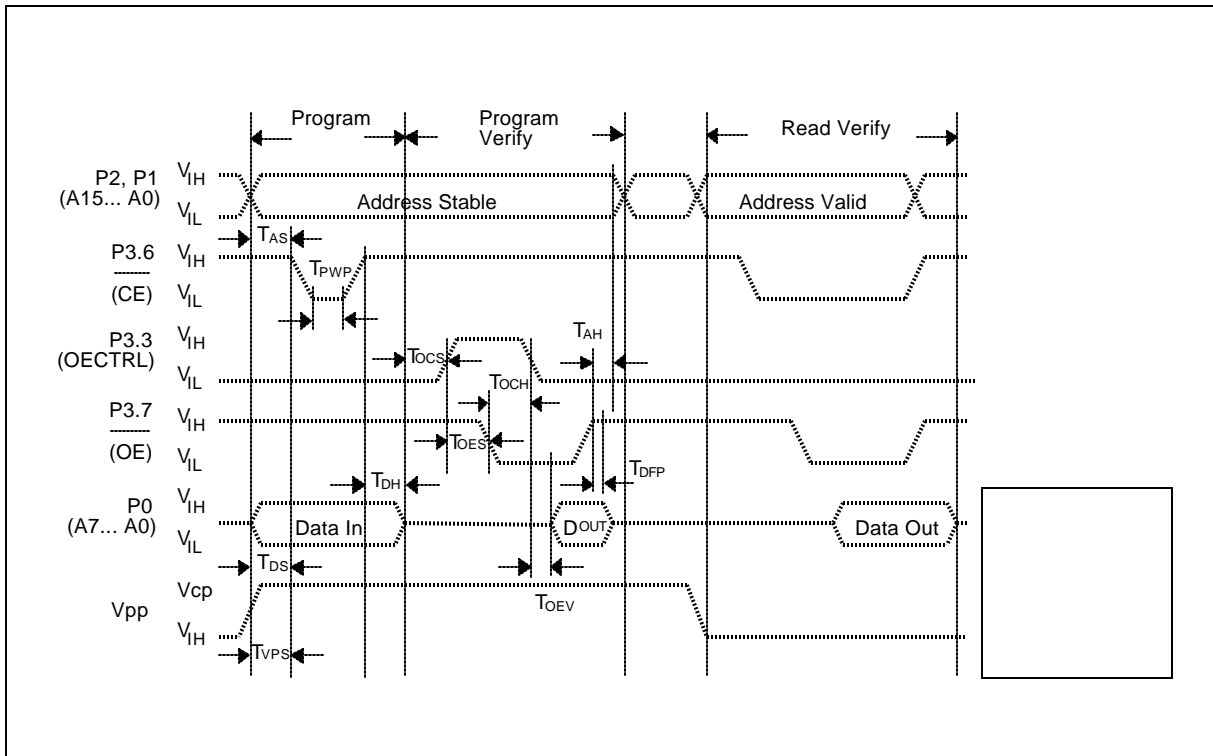 Program
Program
Verify
Read Verify
P2, P1
(A15... A0)
VIH
VIL
Address Stable
Address Valid
TAS
P3.6
(CE)
VIH
VIL
TPWP
P3.3
(OECTRL)
VIH
VIL
TOCS
TAH
TOCH
P3.7
(OE)
VIH
VIL
TOES
TDFP
TDH
P0
(A7... A0)
VIH
VIL
Data In
DOUT
Data Out
TDS
TOEV
Vpp
Vcp
VIH
TVPS